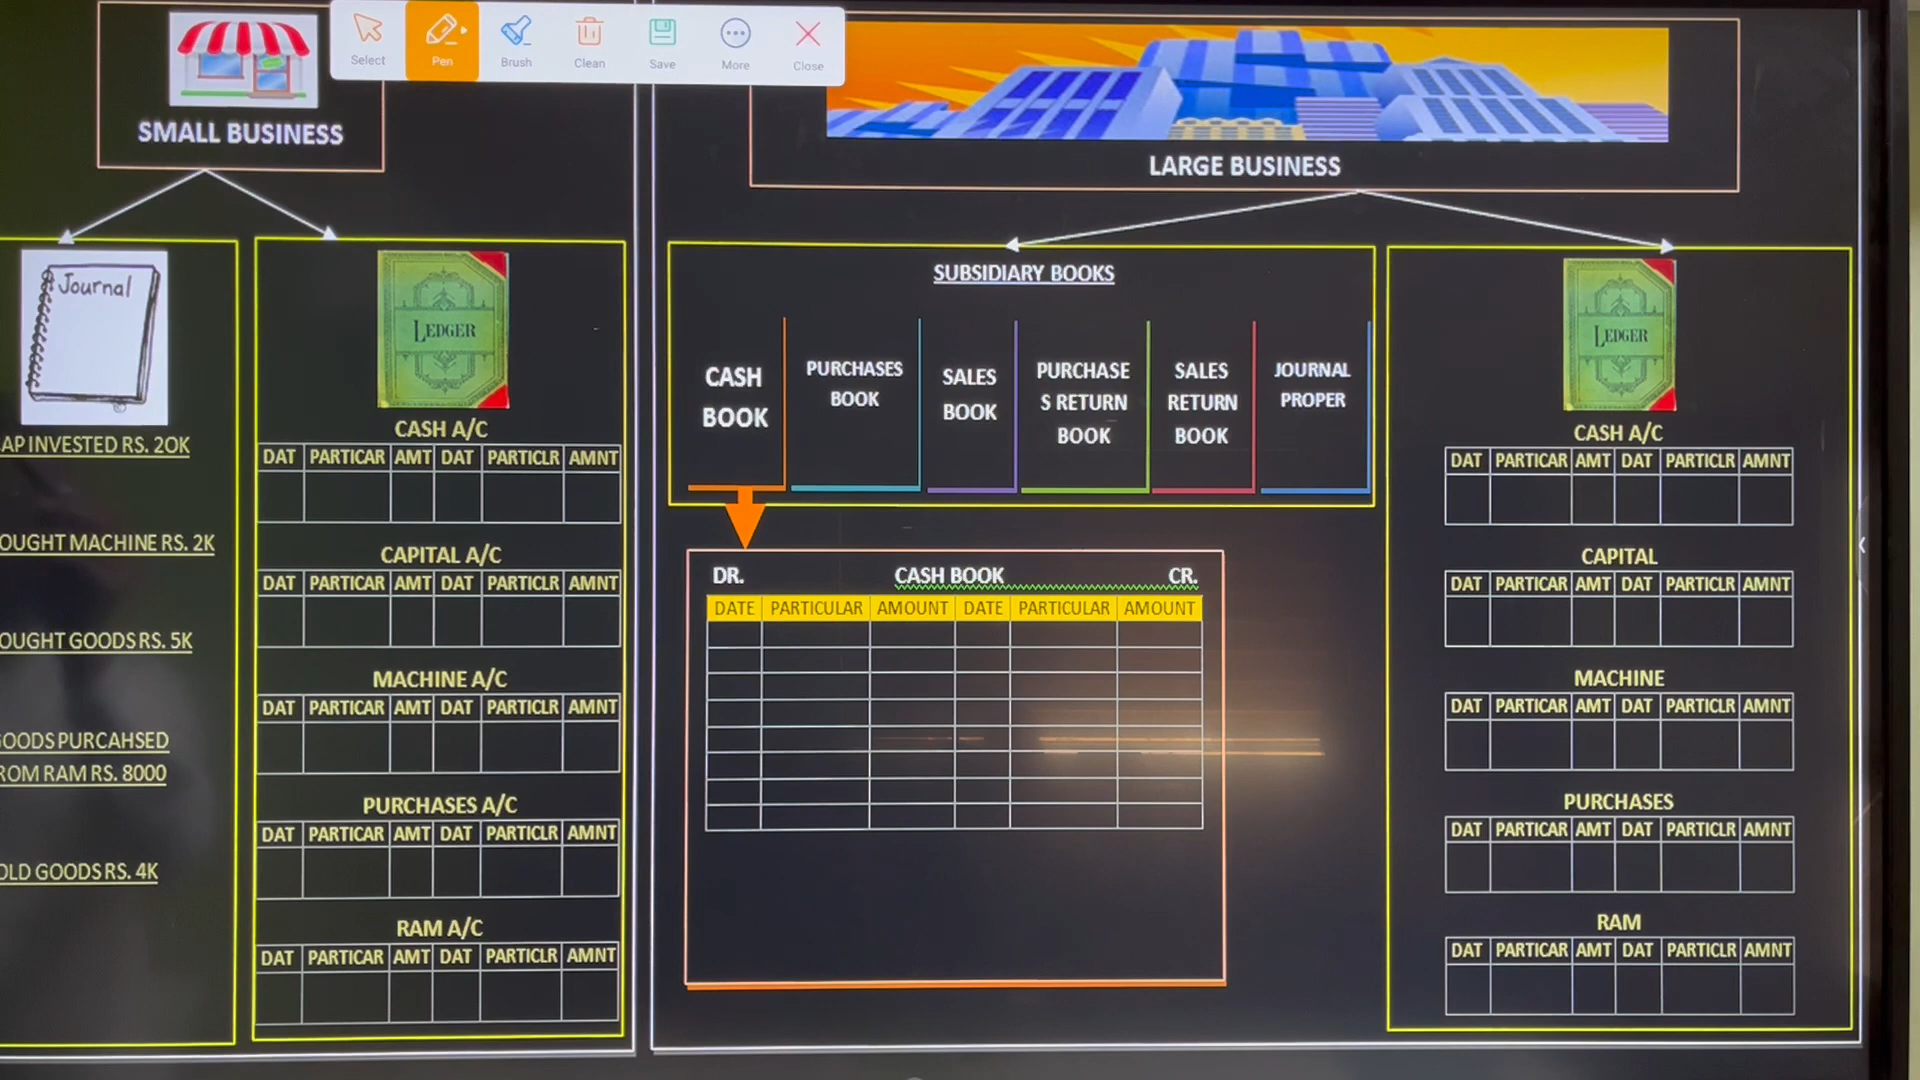 Select
Pen
Brush
Clean
Save
More
Close
SMALL BUSINESS
Journal
AP INVESTED RS. 20K
OUGHT MACHINE RS. 2K
OUGHT GOODS RS. 5K
OODS PURCAHSED
ROM RAM RS. 8000
OLD GOODS RS. 4K
LEDGER
CASH A/C
DAT PARTICAR AMT DAT PARTICLR AMNT
CAPITAL A/C
DAT PARTICAR AMT DAT PARTICLR AMNT
MACHINE A/C
DAT PARTICAR AMT DAT PARTICLR AMNT
PURCHASES A/C
DAT PARTICAR AMT DAT PARTICLR AMNT
RAM A/C
DAT PARTICAR AMT DAT PARTICLR AMNT
LARGE BUSINESS
SUBSIDIARY BOOKS
CASH
BOOK
PURCHASES
BOOK
SALES
BOOK
PURCHASE
S RETURN
BOOK
SALES
RETURN
BOOK
JOURNAL
PROPER
DR. CASH BOOK CR.
DATE PARTICULAR AMOUNT DATE PARTICULAR AMOUNT
LEDGER
CASH A/C
DAT PARTICAR AMT DAT PARTICLR AMNT
CAPITAL
DAT PARTICAR AMT DAT PARTICLR AMNT
MACHINE
DAT PARTICAR AMT DAT PARTICLR AMNT
PURCHASES
DAT PARTICAR AMT DAT PARTICLR AMNT
RAM
DAT PARTICAR AMT DAT PARTICLR AMNT